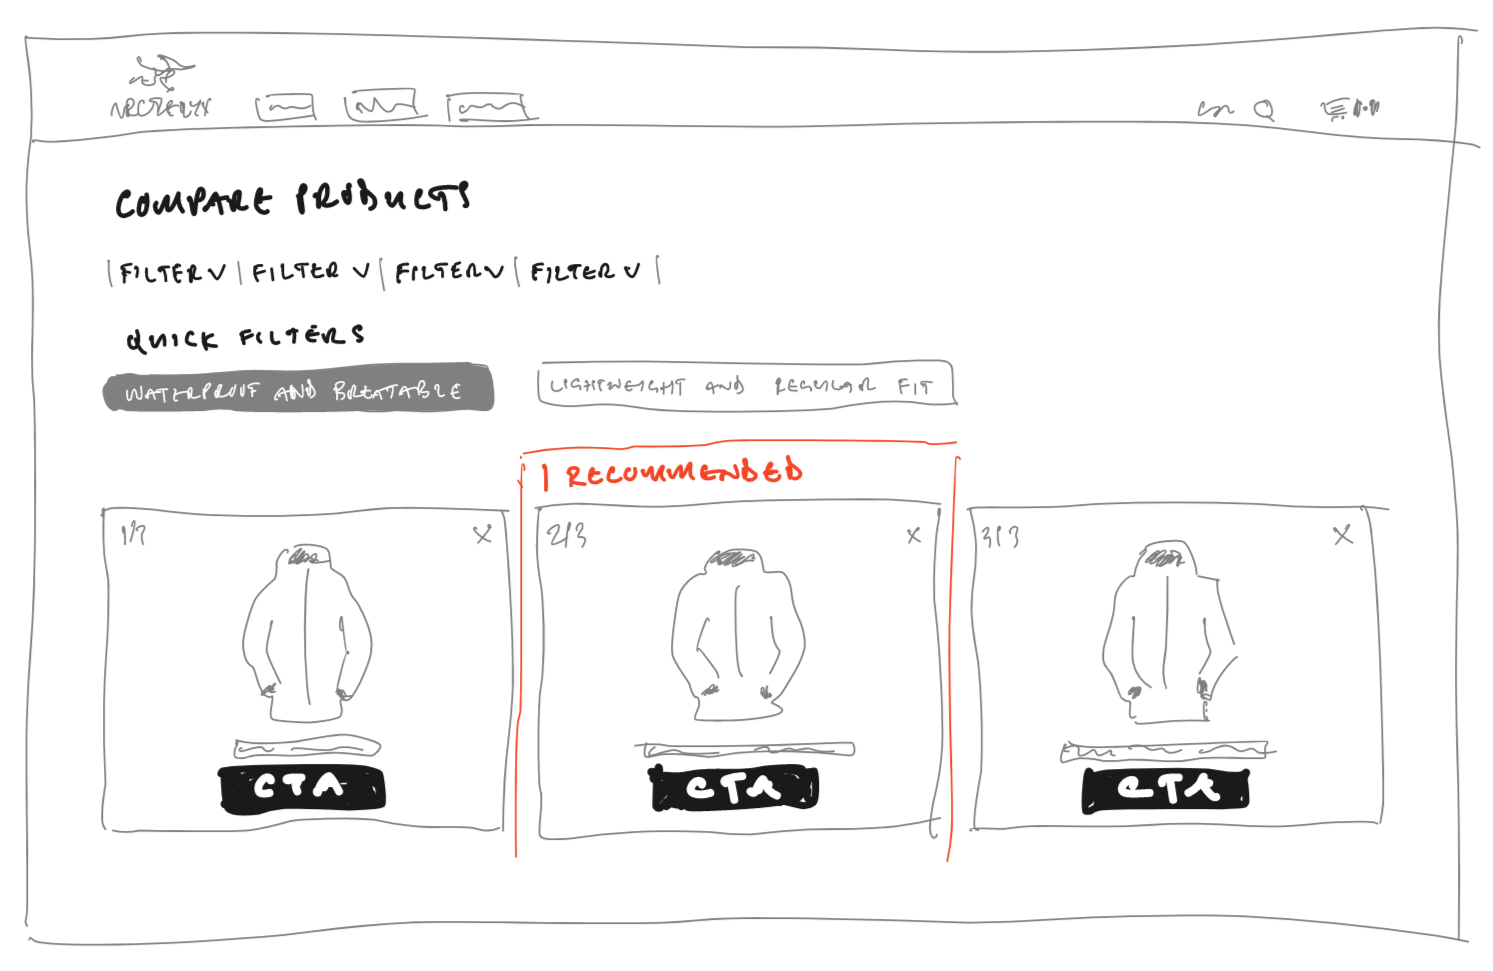 ARCTERYX
COMPARE PRODUCTS
FILTER FILTER FILTER FILTER
QUICK FILTERS
WATERPROOF AND BREATABLE LIGHTWEIGHT AND REGULAR FIT
RECOMMENDED
1/3 X 2/3 X 3/3 X
CTA CTA CTA